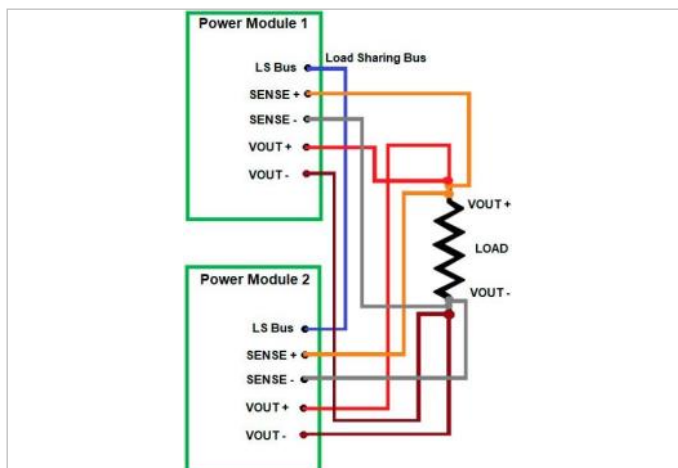 Power Module 1
LS Bus
Load Sharing Bus
SENSE +
SENSE -
VOUT +
VOUT -
VOUT +
LOAD
VOUT -
Power Module 2
LS Bus
SENSE +
SENSE -
VOUT +
VOUT -